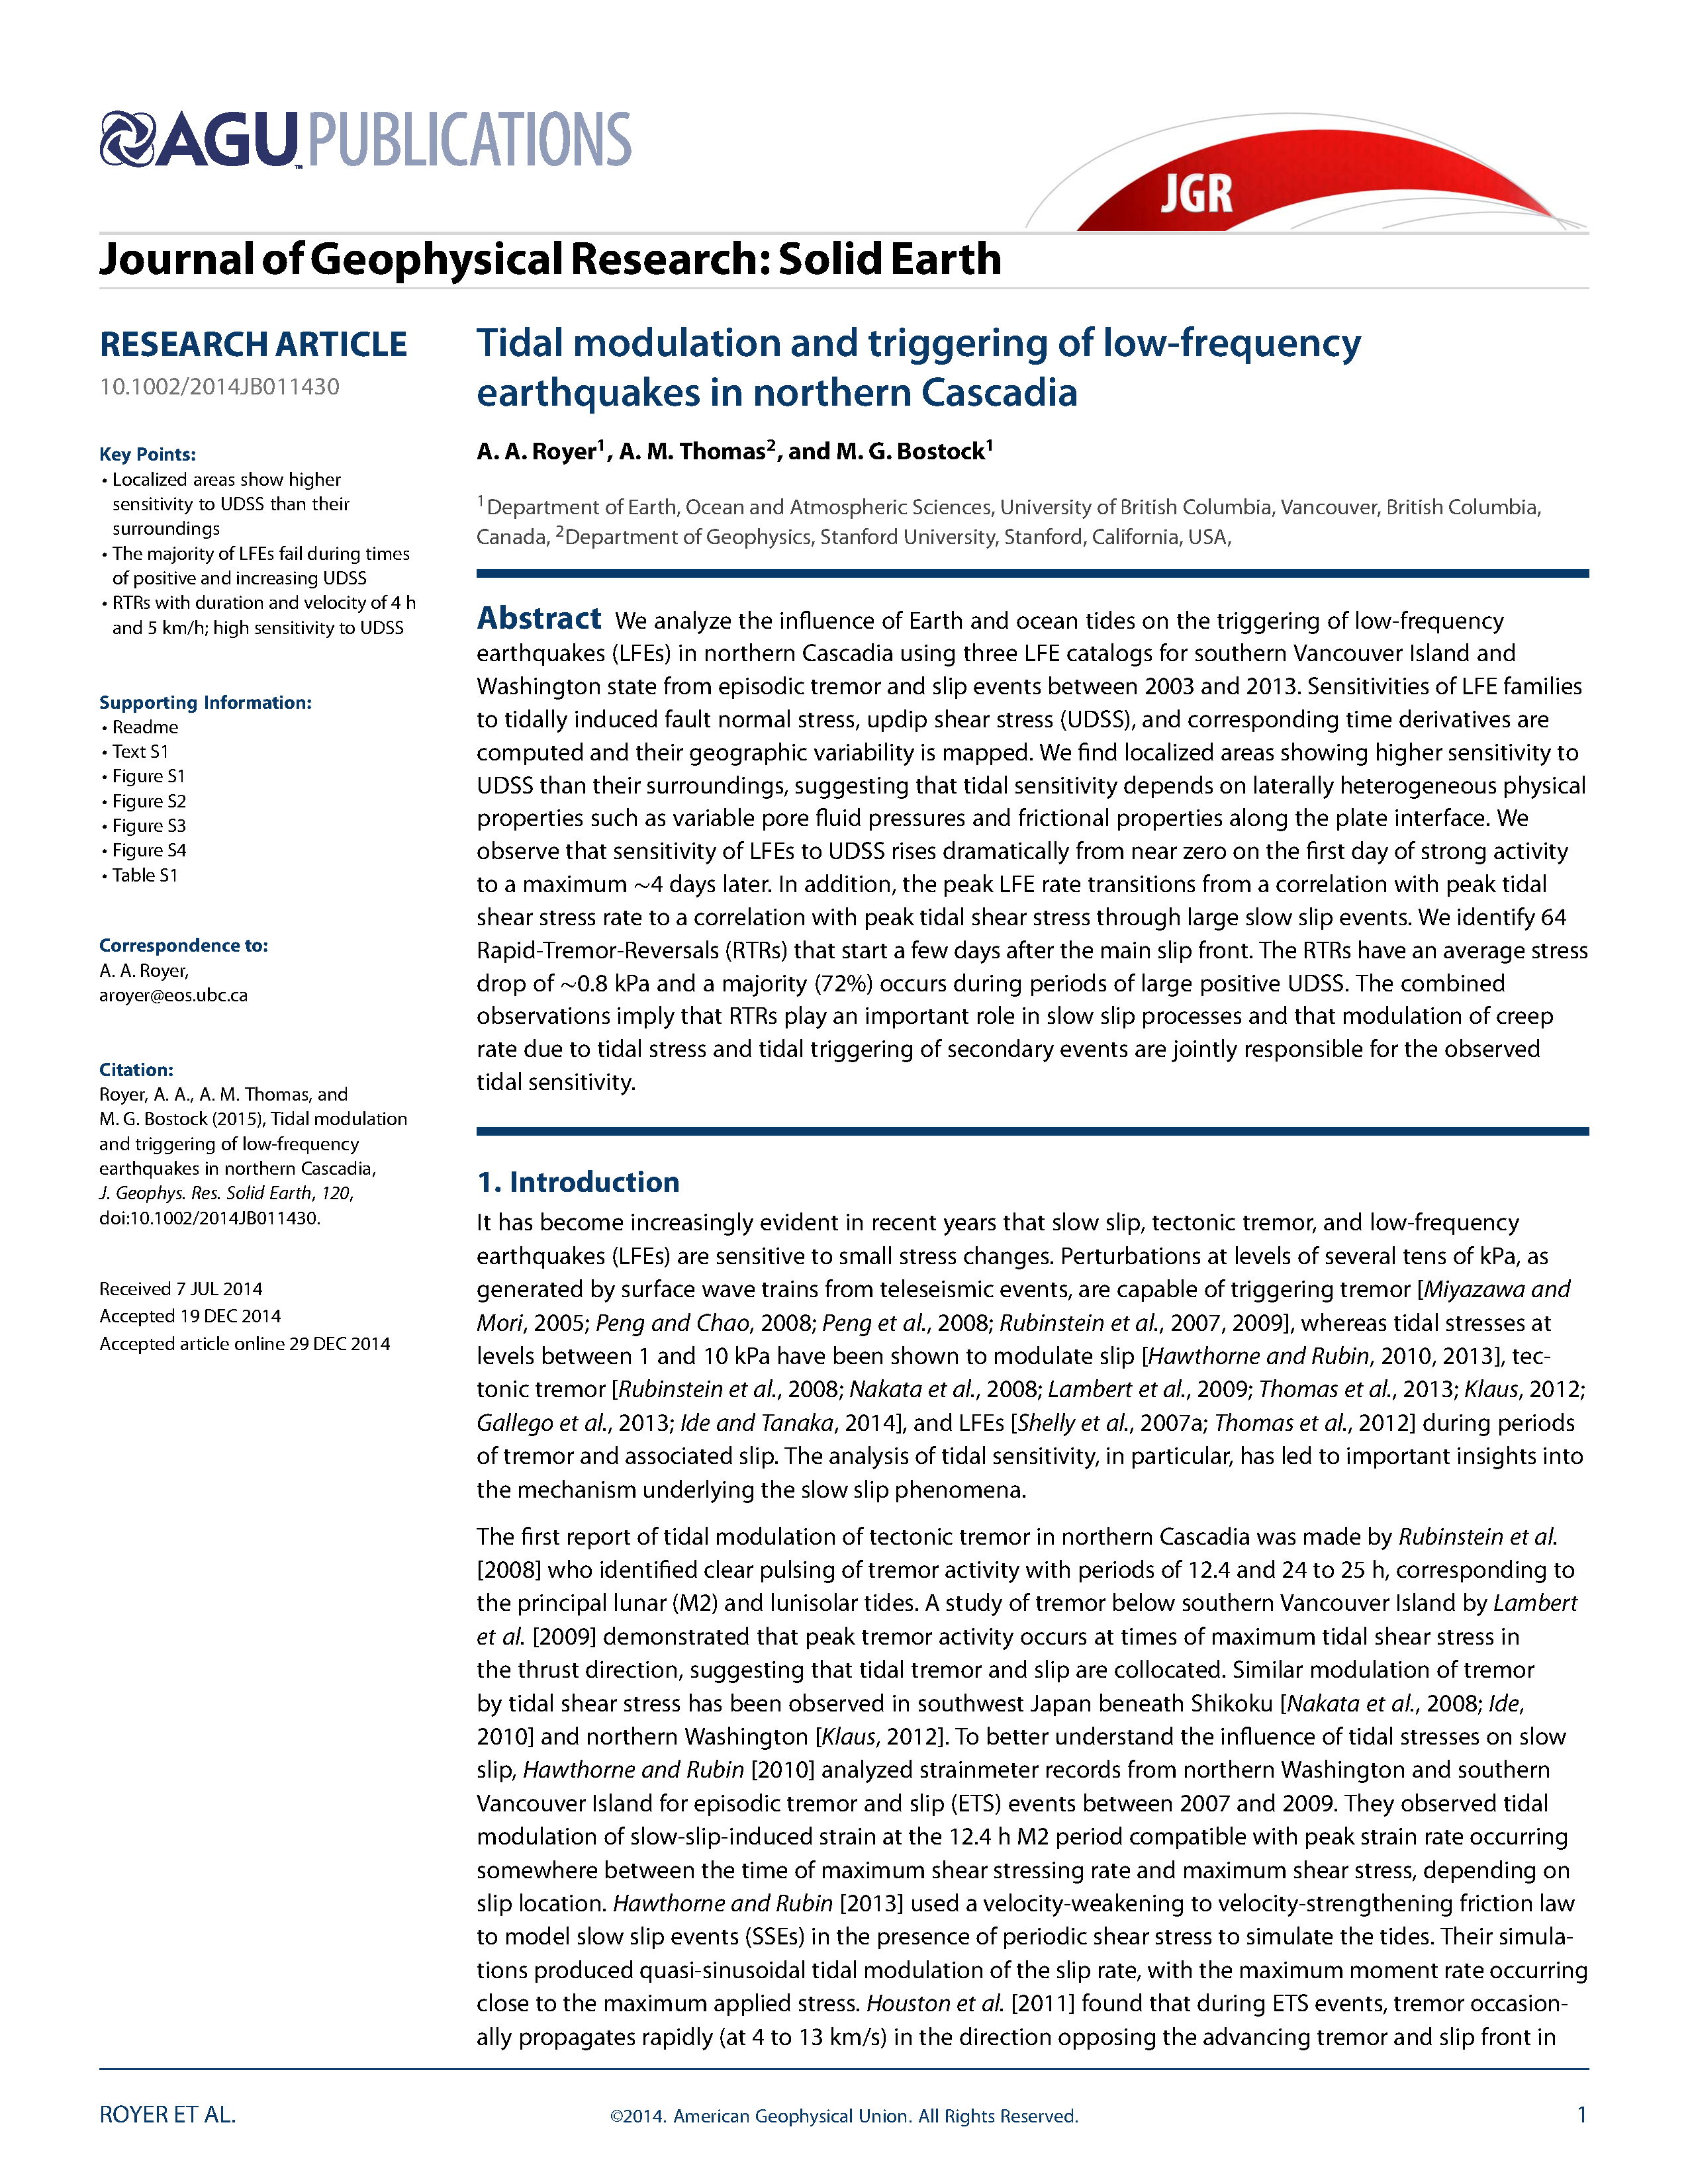 AGU PUBLICATIONS
JGR
Journal of Geophysical Research: Solid Earth
RESEARCH ARTICLE
10.1002/2014JB011430
Key Points:
• Localized areas show higher
sensitivity to UDSS than their
surroundings
• The majority of LFEs fail during times
of positive and increasing UDSS
• RTRs with duration and velocity of 4 h
and 5 km/h; high sensitivity to UDSS
Supporting Information:
• Readme
• Text S1
• Figure S1
• Figure S2
• Figure S3
• Figure S4
• Table S1
Correspondence to:
A. A. Royer,
aroyer@eos.ubc.ca
Citation:
Royer, A. A., A. M. Thomas, and
M. G. Bostock (2015), Tidal modulation
and triggering of low-frequency
earthquakes in northern Cascadia,
J. Geophys. Res. Solid Earth, 120,
doi:10.1002/2014JB011430.
Received 7 JUL 2014
Accepted 19 DEC 2014
Accepted article online 29 DEC 2014
Tidal modulation and triggering of low-frequency
earthquakes in northern Cascadia
A. A. Royer1, A. M. Thomas2, and M. G. Bostock1
1Department of Earth, Ocean and Atmospheric Sciences, University of British Columbia, Vancouver, British Columbia,
Canada, 2Department of Geophysics, Stanford University, Stanford, California, USA,
Abstract We analyze the influence of Earth and ocean tides on the triggering of low-frequency
earthquakes (LFEs) in northern Cascadia using three LFE catalogs for southern Vancouver Island and
Washington state from episodic tremor and slip events between 2003 and 2013. Sensitivities of LFE families
to tidally induced fault normal stress, updip shear stress (UDSS), and corresponding time derivatives are
computed and their geographic variability is mapped. We find localized areas showing higher sensitivity to
UDSS than their surroundings, suggesting that tidal sensitivity depends on laterally heterogeneous physical
properties such as variable pore fluid pressures and frictional properties along the plate interface. We
observe that sensitivity of LFEs to UDSS rises dramatically from near zero on the first day of strong activity
to a maximum ∼4 days later. In addition, the peak LFE rate transitions from a correlation with peak tidal
shear stress rate to a correlation with peak tidal shear stress through large slow slip events. We identify 64
Rapid-Tremor-Reversals (RTRs) that start a few days after the main slip front. The RTRs have an average stress
drop of ∼0.8 kPa and a majority (72%) occurs during periods of large positive UDSS. The combined
observations imply that RTRs play an important role in slow slip processes and that modulation of creep
rate due to tidal stress and tidal triggering of secondary events are jointly responsible for the observed
tidal sensitivity.
1. Introduction
It has become increasingly evident in recent years that slow slip, tectonic tremor, and low-frequency
earthquakes (LFEs) are sensitive to small stress changes. Perturbations at levels of several tens of kPa, as
generated by surface wave trains from teleseismic events, are capable of triggering tremor [Miyazawa and
Mori, 2005; Peng and Chao, 2008; Peng et al., 2008; Rubinstein et al., 2007, 2009], whereas tidal stresses at
levels between 1 and 10 kPa have been shown to modulate slip [Hawthorne and Rubin, 2010, 2013], tec-
tonic tremor [Rubinstein et al., 2008; Nakata et al., 2008; Lambert et al., 2009; Thomas et al., 2013; Klaus, 2012;
Gallego et al., 2013; Ide and Tanaka, 2014], and LFEs [Shelly et al., 2007a; Thomas et al., 2012] during periods
of tremor and associated slip. The analysis of tidal sensitivity, in particular, has led to important insights into
the mechanism underlying the slow slip phenomena.
The first report of tidal modulation of tectonic tremor in northern Cascadia was made by Rubinstein et al.
[2008] who identified clear pulsing of tremor activity with periods of 12.4 and 24 to 25 h, corresponding to
the principal lunar (M2) and lunisolar tides. A study of tremor below southern Vancouver Island by Lambert
et al. [2009] demonstrated that peak tremor activity occurs at times of maximum tidal shear stress in
the thrust direction, suggesting that tidal tremor and slip are collocated. Similar modulation of tremor
by tidal shear stress has been observed in southwest Japan beneath Shikoku [Nakata et al., 2008; Ide,
2010] and northern Washington [Klaus, 2012]. To better understand the influence of tidal stresses on slow
slip, Hawthorne and Rubin [2010] analyzed strainmeter records from northern Washington and southern
Vancouver Island for episodic tremor and slip (ETS) events between 2007 and 2009. They observed tidal
modulation of slow-slip-induced strain at the 12.4 h M2 period compatible with peak strain rate occurring
somewhere between the time of maximum shear stressing rate and maximum shear stress, depending on
slip location. Hawthorne and Rubin [2013] used a velocity-weakening to velocity-strengthening friction law
to model slow slip events (SSEs) in the presence of periodic shear stress to simulate the tides. Their simula-
tions produced quasi-sinusoidal tidal modulation of the slip rate, with the maximum moment rate occurring
close to the maximum applied stress. Houston et al. [2011] found that during ETS events, tremor occasion-
ally propagates rapidly (at 4 to 13 km/s) in the direction opposing the advancing tremor and slip front in
ROYER ET AL.
©2014. American Geophysical Union. All Rights Reserved.
1